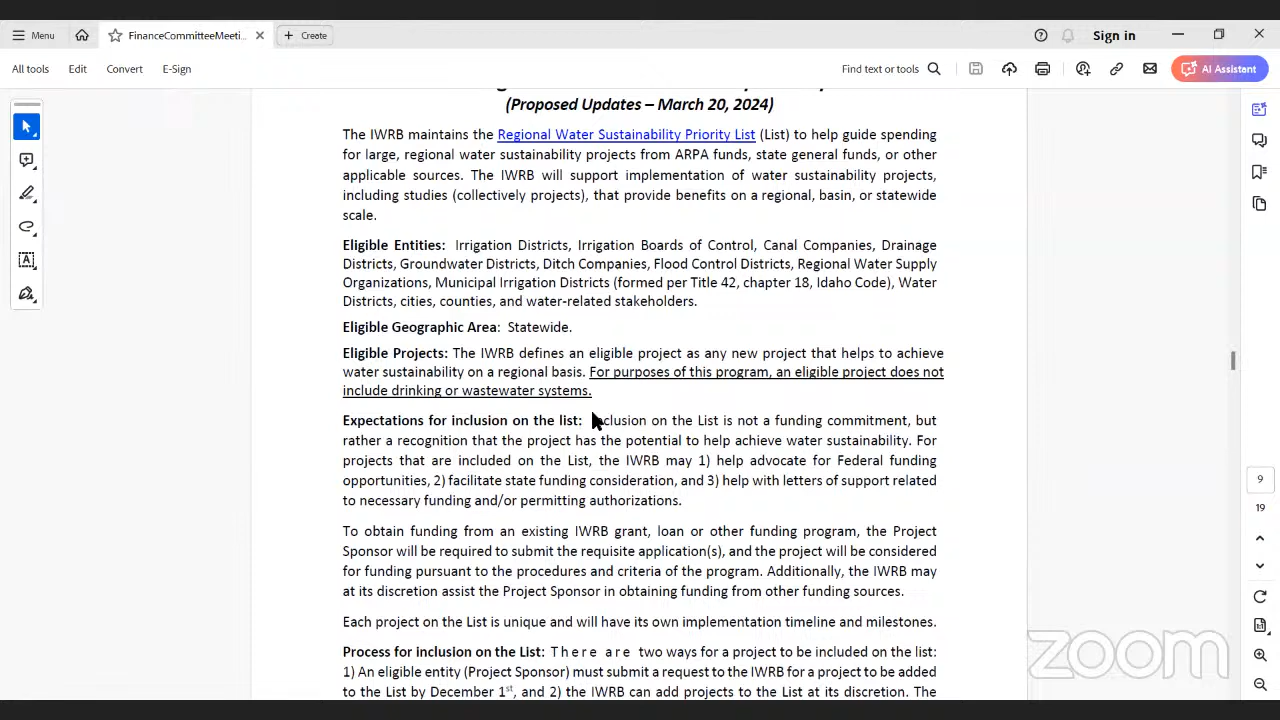 Menu
FinanceCommitteeMeeti...
Create
Sign in
All tools
Edit
Convert
E-Sign
Find text or tools
AI Assistant
(Proposed Updates – March 20, 2024)
The IWRB maintains the Regional Water Sustainability Priority List (List) to help guide spending
for large, regional water sustainability projects from ARPA funds, state general funds, or other
applicable sources. The IWRB will support implementation of water sustainability projects,
including studies (collectively projects), that provide benefits on a regional, basin, or statewide
scale.
Eligible Entities: Irrigation Districts, Irrigation Boards of Control, Canal Companies, Drainage
Districts, Groundwater Districts, Ditch Companies, Flood Control Districts, Regional Water Supply
Organizations, Municipal Irrigation Districts (formed per Title 42, chapter 18, Idaho Code), Water
Districts, cities, counties, and water-related stakeholders.
Eligible Geographic Area: Statewide.
Eligible Projects: The IWRB defines an eligible project as any new project that helps to achieve
water sustainability on a regional basis. For purposes of this program, an eligible project does not
include drinking or wastewater systems.
Expectations for inclusion on the list: Inclusion on the List is not a funding commitment, but
rather a recognition that the project has the potential to help achieve water sustainability. For
projects that are included on the List, the IWRB may 1) help advocate for Federal funding
opportunities, 2) facilitate state funding consideration, and 3) help with letters of support related
to necessary funding and/or permitting authorizations.
To obtain funding from an existing IWRB grant, loan or other funding program, the Project
Sponsor will be required to submit the requisite application(s), and the project will be considered
for funding pursuant to the procedures and criteria of the program. Additionally, the IWRB may
at its discretion assist the Project Sponsor in obtaining funding from other funding sources.
Each project on the List is unique and will have its own implementation timeline and milestones.
Process for inclusion on the List: There are two ways for a project to be included on the list:
1) An eligible entity (Project Sponsor) must submit a request to the IWRB for a project to be added
to the List by December 1st, and 2) the IWRB can add projects to the List at its discretion. The
9
19
zoom